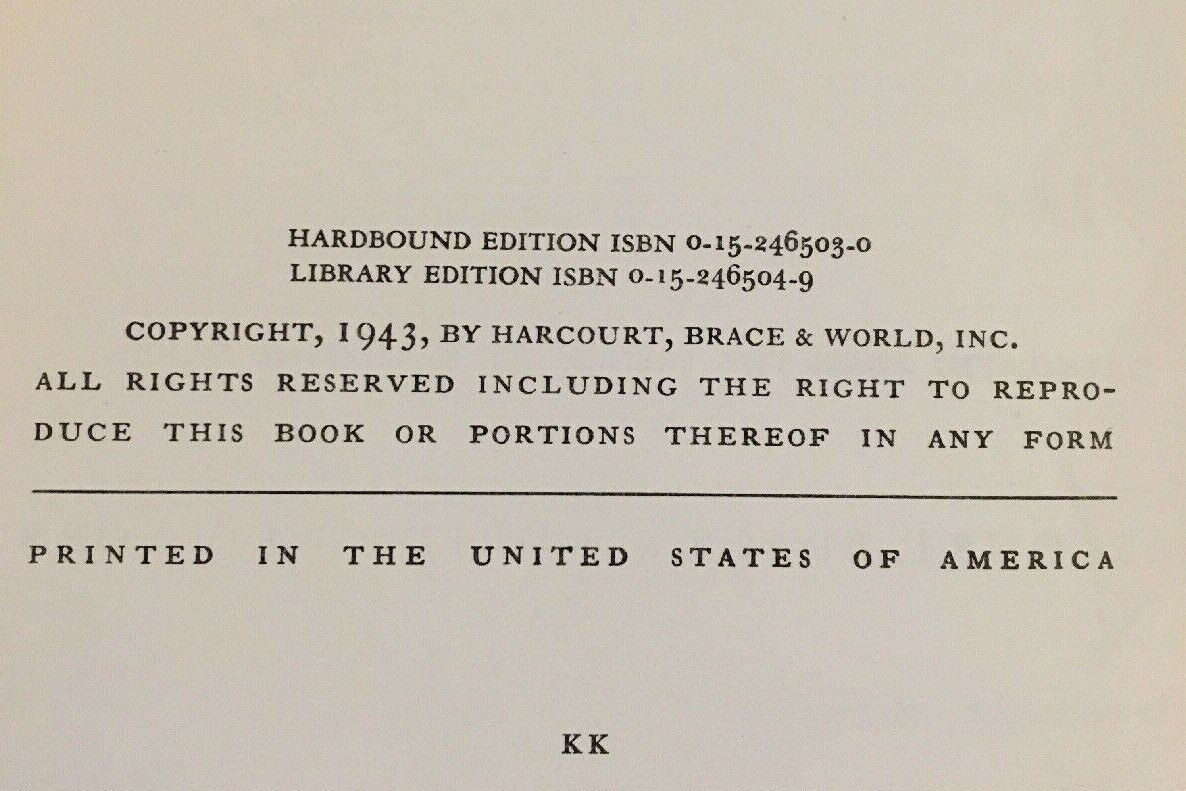 HARDBOUND EDITION ISBN 0-15-246503-0
LIBRARY EDITION ISBN 0-15-246504-9
COPYRIGHT, 1943, BY HARCOURT, BRACE & WORLD, INC.
ALL RIGHTS RESERVED INCLUDING THE RIGHT TO REPRO-
DUCE THIS BOOK OR PORTIONS THEREOF IN ANY FORM
PRINTED IN THE UNITED STATES OF AMERICA
KK